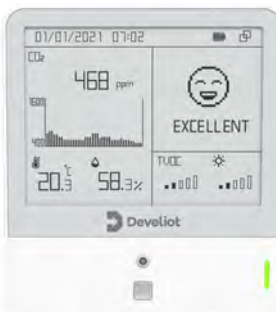 01/01/2021 07:02
CO₂
468 ppm
1600
400
EXCELLENT
TVOC
20.3 °C
58.3%
Develiot